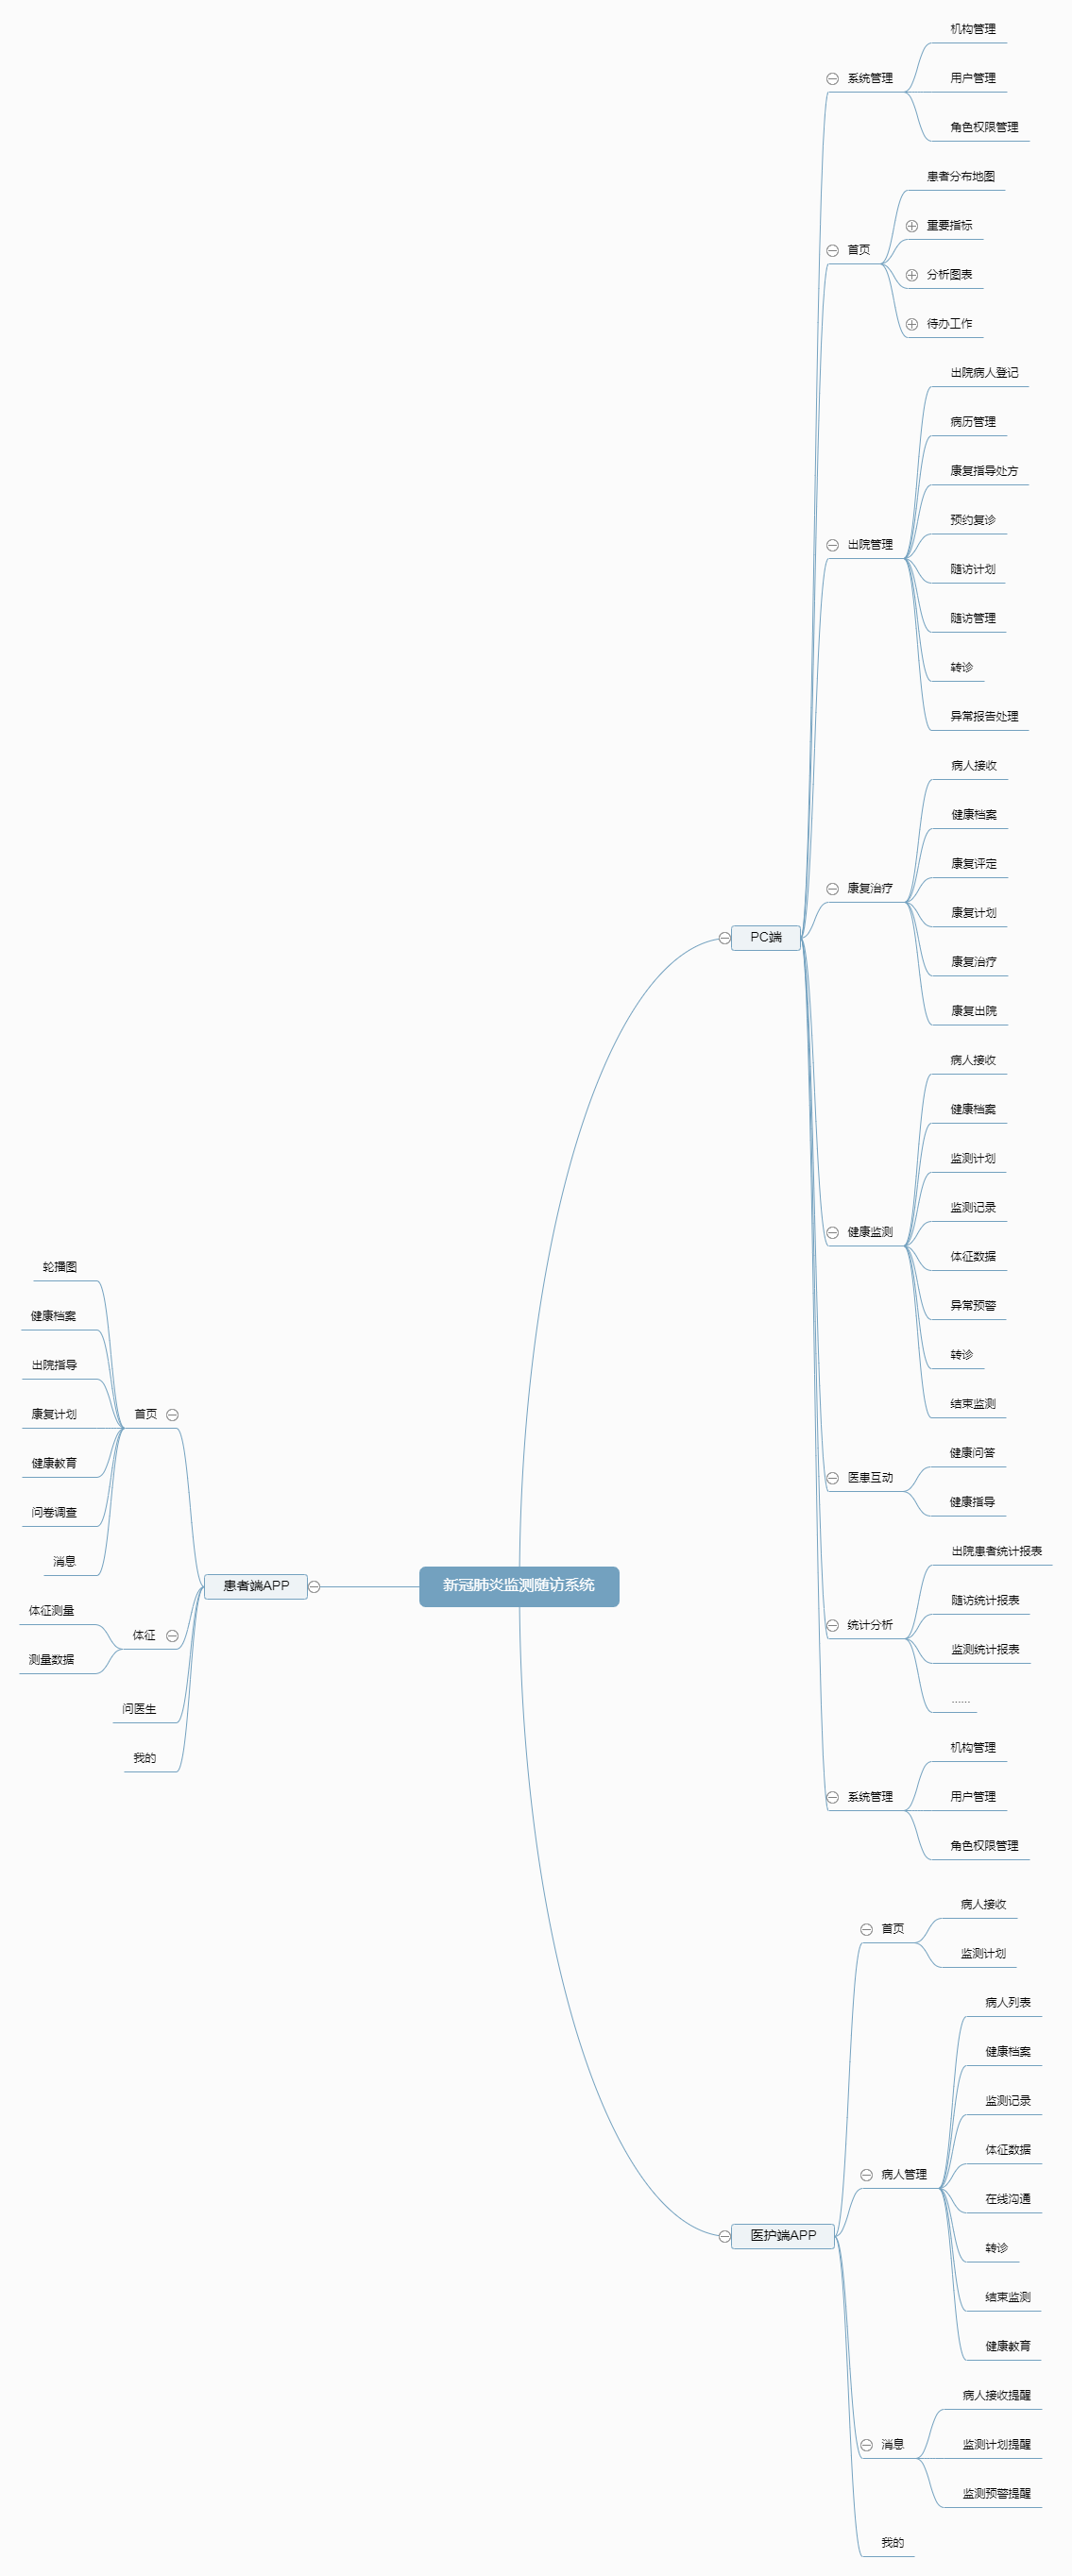 新冠肺炎监测随访系统
PC端
系统管理
机构管理
用户管理
角色权限管理
首页
患者分布地图
重要指标
分析图表
待办工作
出院管理
出院病人登记
病历管理
康复指导处方
预约复诊
随访计划
随访管理
转诊
异常报告处理
康复治疗
病人接收
健康档案
康复评定
康复计划
康复治疗
康复出院
健康监测
病人接收
健康档案
监测计划
监测记录
体征数据
异常预警
转诊
结束监测
医患互动
健康问答
健康指导
统计分析
出院患者统计报表
随访统计报表
监测统计报表
......
系统管理
机构管理
用户管理
角色权限管理
医护端APP
首页
病人接收
监测计划
病人管理
病人列表
健康档案
监测记录
体征数据
在线沟通
转诊
结束监测
健康教育
消息
病人接收提醒
监测计划提醒
监测预警提醒
我的
患者端APP
首页
轮播图
健康档案
出院指导
康复计划
健康教育
问卷调查
消息
体征
体征测量
测量数据
问医生
我的